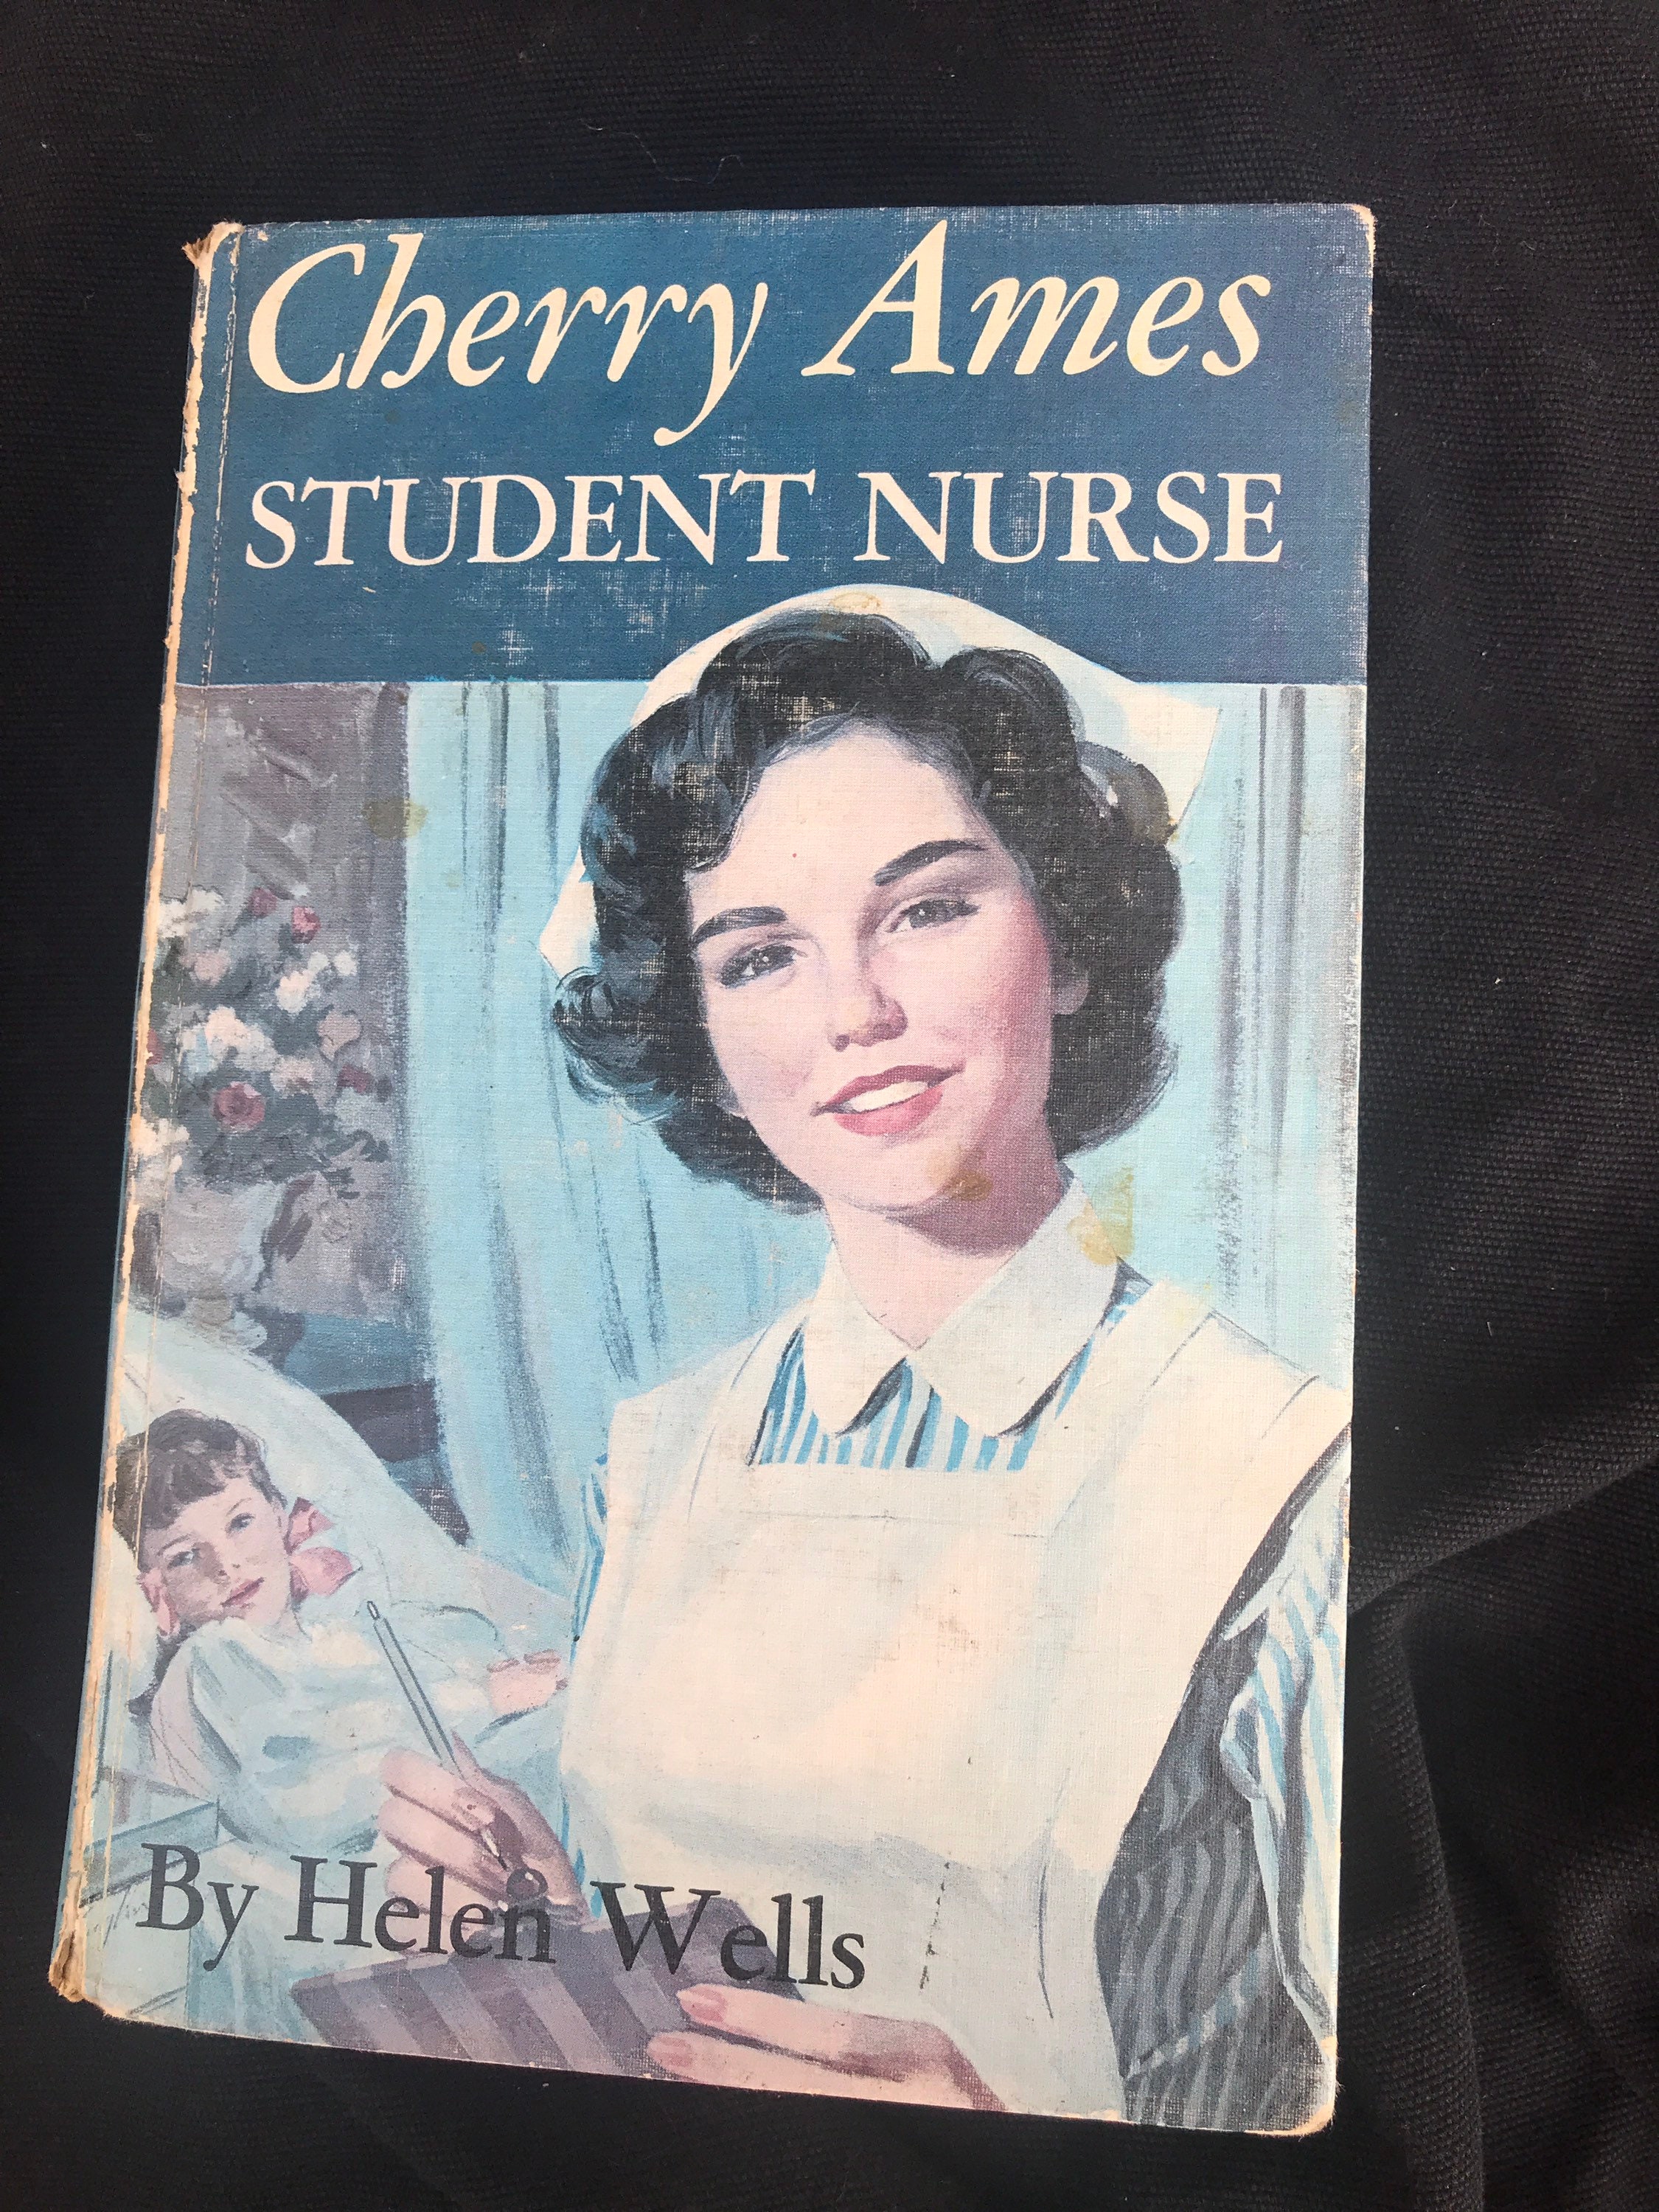 Cherry Ames
STUDENT NURSE
By Helen Wells